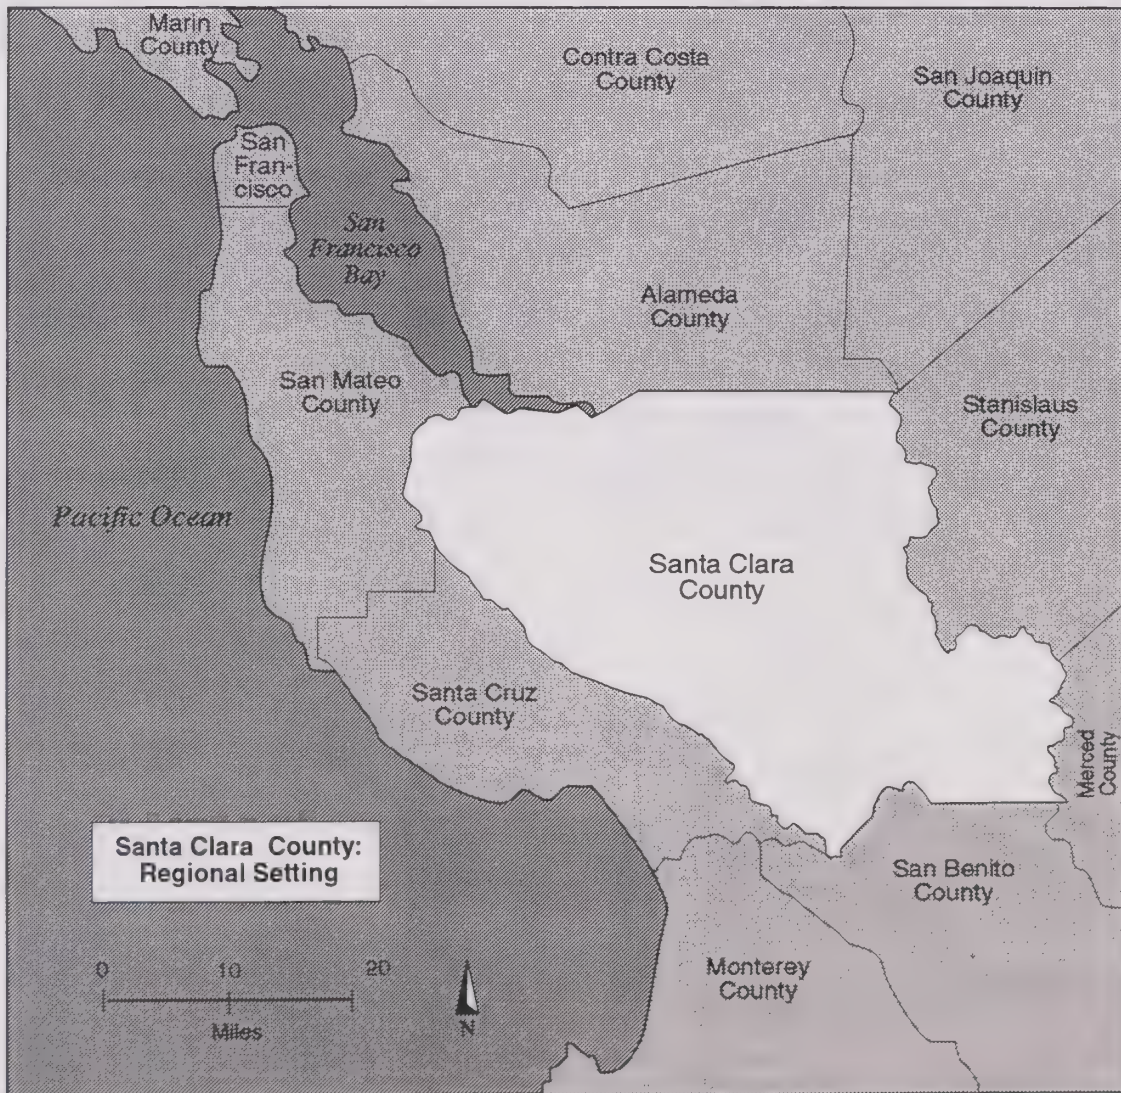 Marin
County
Contra Costa
County
San Joaquin
County
San
Fran-
cisco
San
Francisco
Bay
Alameda
County
San Mateo
County
Stanislaus
County
Pacific Ocean
Santa Clara
County
Santa Cruz
County
Merced
County
Santa Clara County:
Regional Setting
San Benito
County
Monterey
County
0 10 20
Miles
N